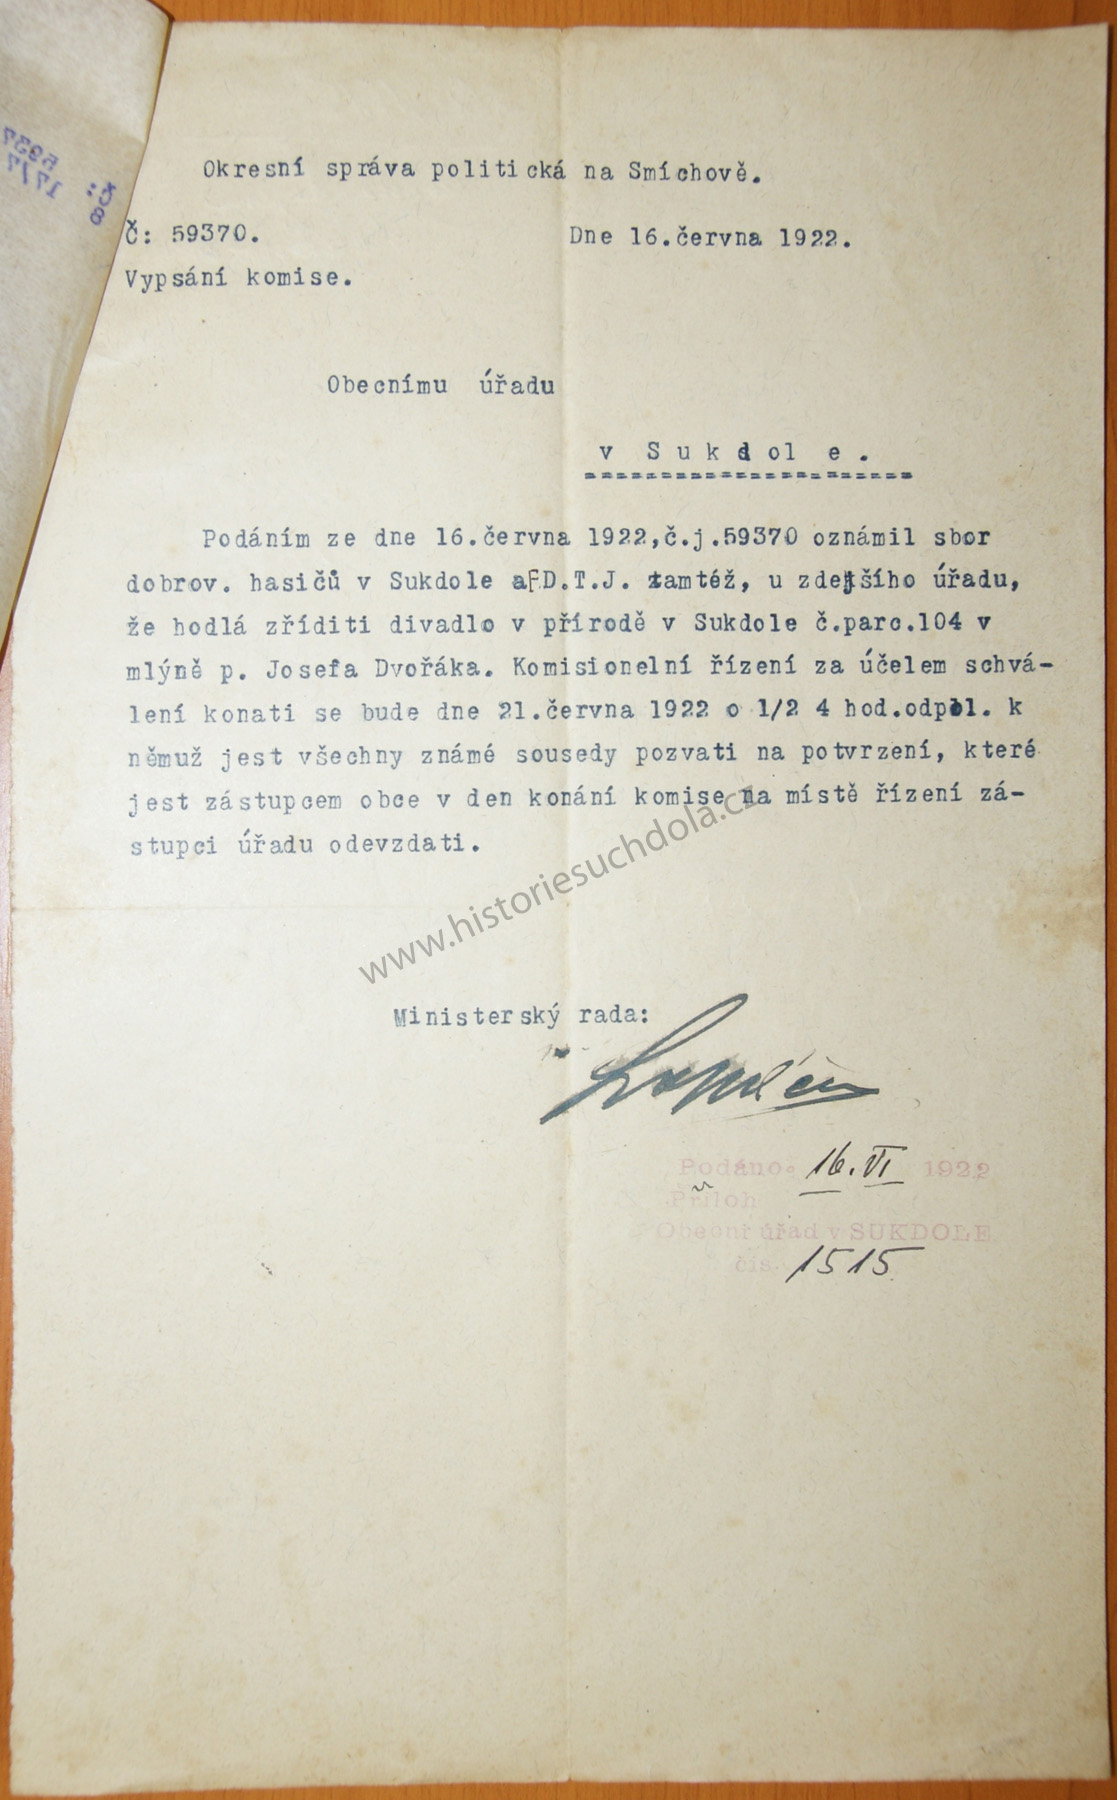 Okresní správa politická na Smíchově.
Č: 59370.
Dne 16.června 1922.
Vypsání komise.
Obecnímu úřadu
v Sukdole.
Podáním ze dne 16.června 1922,č.j.59370 oznámil sbor
dobrov. hasičů v Sukdole a D.T.J. tamtéž, u zdejšího úřadu,
že hodlá zříditi divadlo v přírodě v Sukdole č.parc.104 v
mlýně p. Josefa Dvořáka. Komisionelní řízení za účelem schvá-
lení konati se bude dne 21.června 1922 o 1/2 4 hod.odpol. k
němuž jest všechny známé sousedy pozvati na potvrzení, které
jest zástupcem obce v den konání komise na místě řízení zá-
stupci úřadu odevzdati.
www.historiesuchdola.cz
Ministerský rada:
Podáno 16.VI 1922
Příloh
Obecní úřad v SUKDOLE
čís. 1515